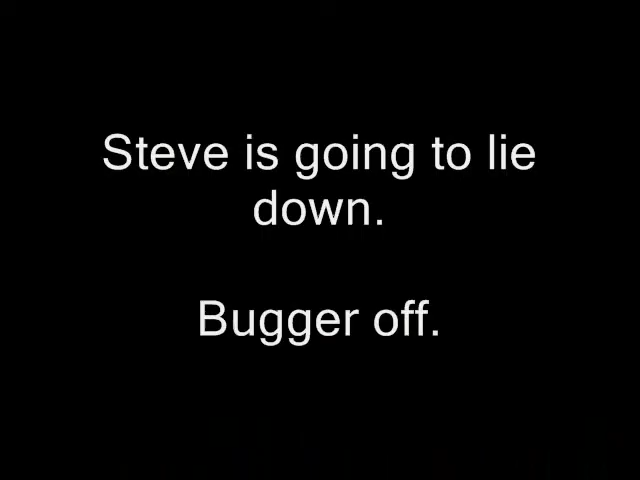 Steve is going to lie
down.
Bugger off.